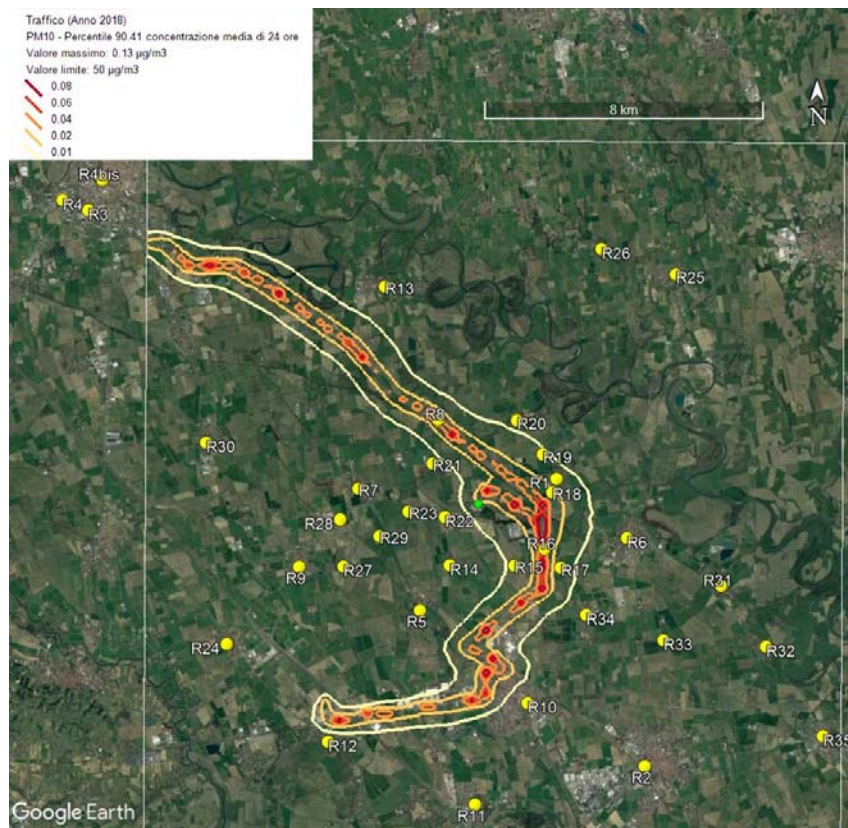 Traffico (Anno 2018)
PM10 - Percentile 90.41 concentrazione media di 24 ore
Valore massimo: 0.13 µg/m3
Valore limite: 50 µg/m3
0.08
0.06
0.04
0.02
0.01
8 km
N
R4bis
R4
R3
R26
R25
R13
R8
R20
R30
R21
R19
R7
R1
R18
R23
R22
R28
R29
R16
R6
R9
R27
R14
R15
R17
R31
R5
R34
R24
R33
R32
R10
R12
R35
R2
R11
Google Earth